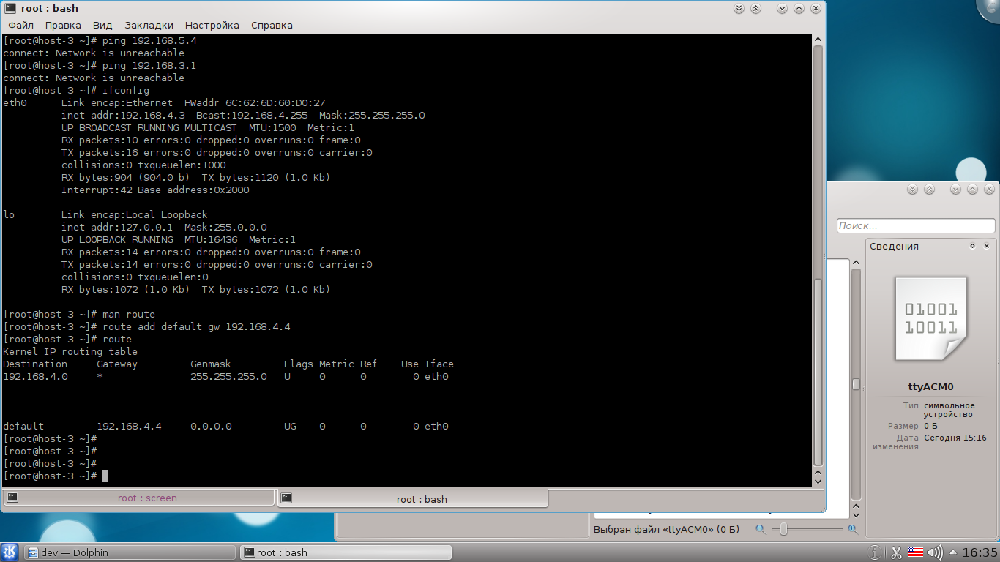 root : bash
Файл Правка Вид Закладки Настройка Справка
[root@host-3 ~]# ping 192.168.5.4
connect: Network is unreachable
[root@host-3 ~]# ping 192.168.3.1
connect: Network is unreachable
[root@host-3 ~]# ifconfig
eth0      Link encap:Ethernet  HWaddr 6C:62:6D:60:D0:27
          inet addr:192.168.4.3  Bcast:192.168.4.255  Mask:255.255.255.0
          UP BROADCAST RUNNING MULTICAST  MTU:1500  Metric:1
          RX packets:10 errors:0 dropped:0 overruns:0 frame:0
          TX packets:16 errors:0 dropped:0 overruns:0 carrier:0
          collisions:0 txqueuelen:1000
          RX bytes:904 (904.0 b)  TX bytes:1120 (1.0 Kb)
          Interrupt:42 Base address:0x2000
lo        Link encap:Local Loopback
          inet addr:127.0.0.1  Mask:255.0.0.0
          UP LOOPBACK RUNNING  MTU:16436  Metric:1
          RX packets:14 errors:0 dropped:0 overruns:0 frame:0
          TX packets:14 errors:0 dropped:0 overruns:0 carrier:0
          collisions:0 txqueuelen:0
          RX bytes:1072 (1.0 Kb)  TX bytes:1072 (1.0 Kb)
[root@host-3 ~]# man route
[root@host-3 ~]# route add default gw 192.168.4.4
[root@host-3 ~]# route
Kernel IP routing table
Destination     Gateway         Genmask         Flags Metric Ref    Use Iface
192.168.4.0     *               255.255.255.0   U     0      0        0 eth0
default         192.168.4.4     0.0.0.0         UG    0      0        0 eth0
[root@host-3 ~]#
[root@host-3 ~]#
[root@host-3 ~]#
[root@host-3 ~]#
root : screen
root : bash
Поиск...
Сведения
01001
10011
ttyACM0
Тип символьное
устройство
Размер 0 Б
Дата Сегодня 15:16
изменения
Выбран файл «ttyACM0» (0 Б)
dev — Dolphin
root : bash
16:35